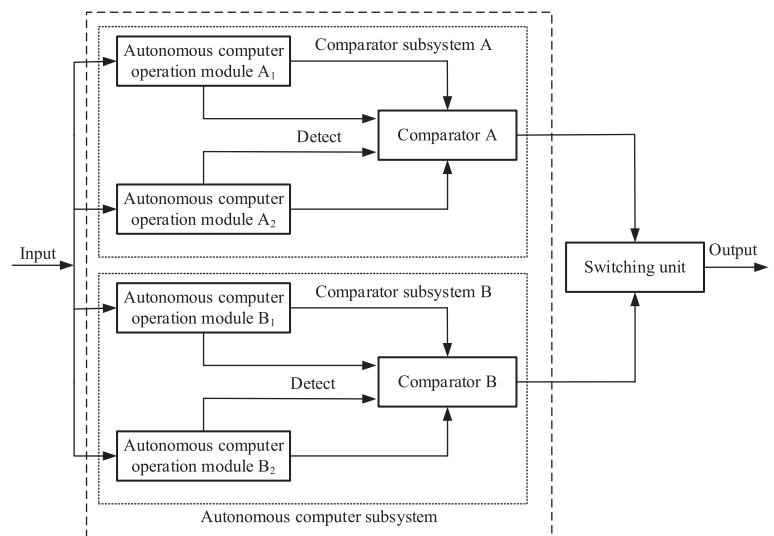 Autonomous computer
operation module A₁
Comparator subsystem A
Comparator A
Detect
Autonomous computer
operation module A₂
Input
Switching unit
Output
Autonomous computer
operation module B₁
Comparator subsystem B
Comparator B
Detect
Autonomous computer
operation module B₂
Autonomous computer subsystem